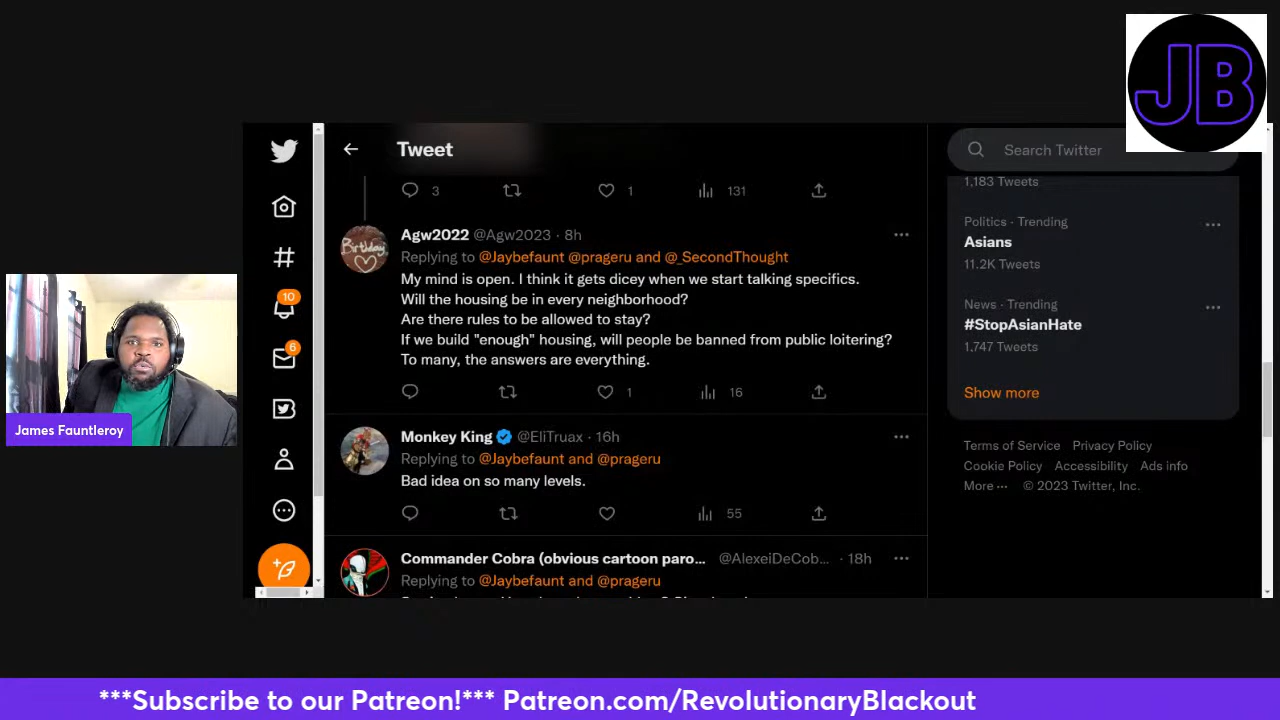 JB
Tweet
Search Twitter
3
1
131
1,183 Tweets
Agw2022 @Agw2023 · 8h
Replying to @Jaybefaunt @prageru and @_SecondThought
My mind is open. I think it gets dicey when we start talking specifics.
Will the housing be in every neighborhood?
Are there rules to be allowed to stay?
If we build "enough" housing, will people be banned from public loitering?
To many, the answers are everything.
1
16
Birthday
Politics · Trending
Asians
11.2K Tweets
News · Trending
#StopAsianHate
1,747 Tweets
Show more
10
6
Monkey King @EliTruax · 16h
Replying to @Jaybefaunt and @prageru
Bad idea on so many levels.
55
Terms of Service Privacy Policy
Cookie Policy Accessibility Ads info
More ··· © 2023 Twitter, Inc.
Commander Cobra (obvious cartoon paro... @AlexeiDeCob... · 18h
Replying to @Jaybefaunt and @prageru
James Fauntleroy
***Subscribe to our Patreon!*** Patreon.com/RevolutionaryBlackout